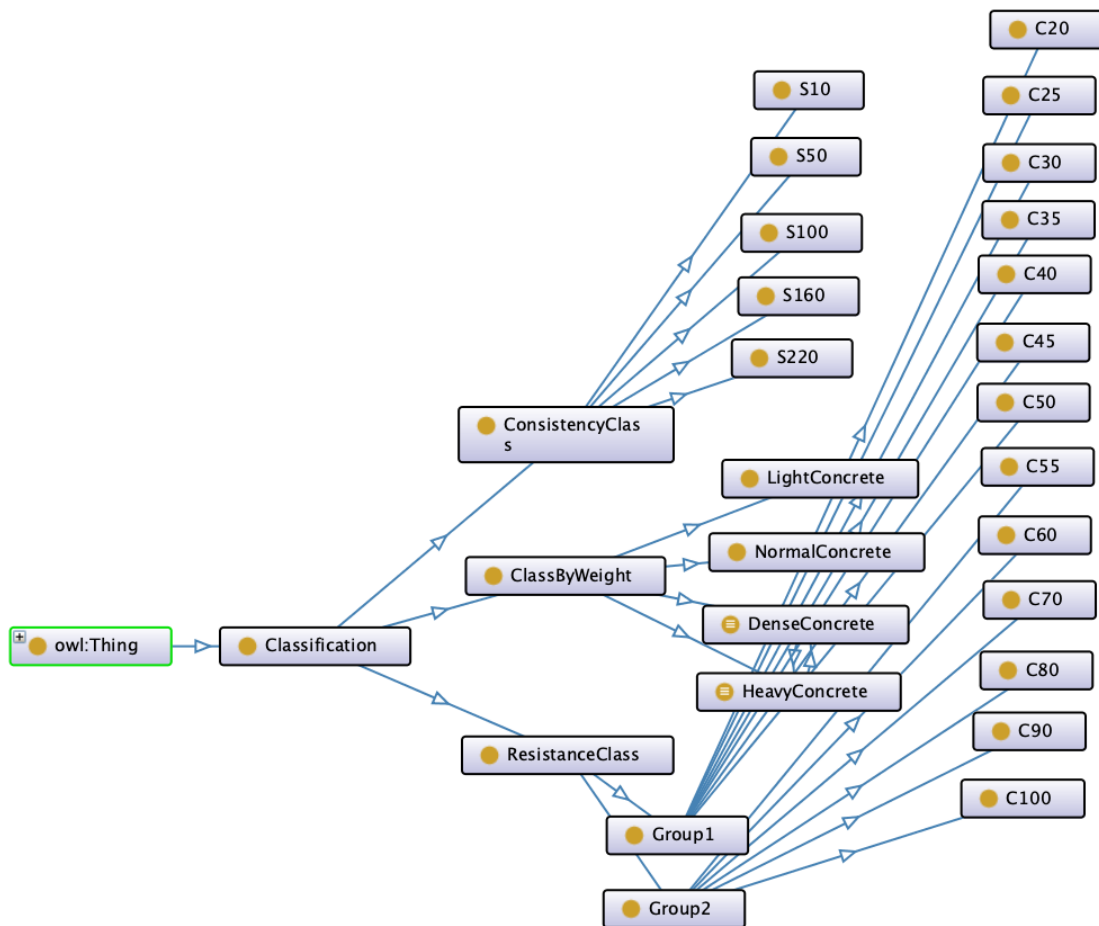 C20
S10
C25
S50
C30
S100
C35
C40
S160
C45
S220
C50
ConsistencyClas
s
C55
LightConcrete
C60
NormalConcrete
ClassByWeight
C70
DenseConcrete
owl:Thing
Classification
C80
HeavyConcrete
C90
ResistanceClass
C100
Group1
Group2